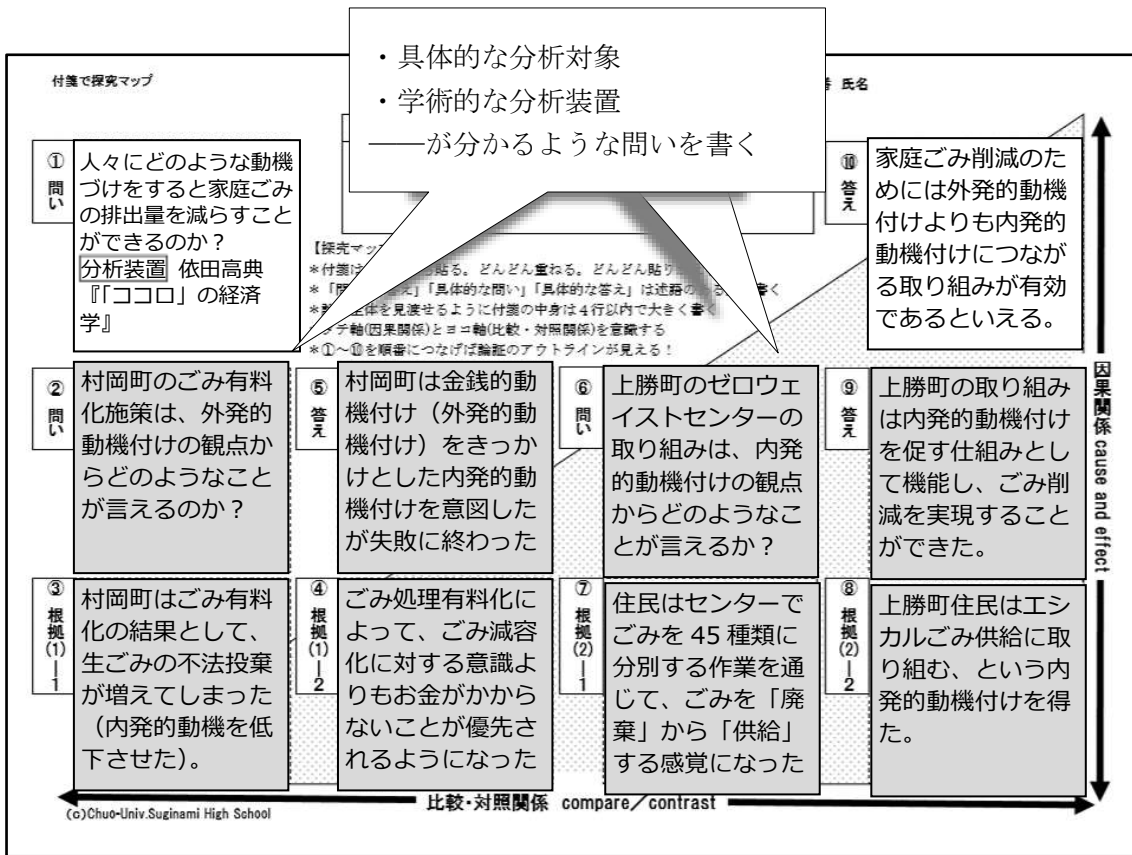 ・具体的な分析対象
・学術的な分析装置
――が分かるような問いを書く
付箋で探究マップ
氏名
①
問い
人々にどのような動機
づけをすると家庭ごみ
の排出量を減らすこと
ができるのか？
分析装置 依田高典
『「ココロ」の経済
学』
⑩
答え
家庭ごみ削減のた
めには外発的動機
付けよりも内発的
動機付けにつなが
る取り組みが有効
であるといえる。
【探究マッ
*付箋は
貼る。どんどん重ねる。どんどん貼り
え」「具体的な問い」「具体的な答え」は述語の
書く
体を見渡せるように付箋の中身は４行以内で大きく書く
テ軸(因果関係)とヨコ軸(比較・対照関係)を意識する
*①～⑩を順番につなげば論証のアウトラインが見える！
②
問い
村岡町のごみ有料
化施策は、外発的
動機付けの観点か
らどのようなこと
が言えるのか？
⑤
答え
村岡町は金銭的動
機付け（外発的動
機付け）をきっか
けとした内発的動
機付けを意図した
が失敗に終わった
⑥
問い
上勝町のゼロウェ
イストセンターの
取り組みは、内発
的動機付けの観点
からどのようなこ
とが言えるか？
⑨
答え
上勝町の取り組み
は内発的動機付け
を促す仕組みとし
て機能し、ごみ削
減を実現すること
ができた。
③
根拠(1)―1
村岡町はごみ有料
化の結果として、
生ごみの不法投棄
が増えてしまった
（内発的動機を低
下させた）。
④
根拠(1)―2
ごみ処理有料化に
よって、ごみ減容
化に対する意識よ
りもお金がかから
ないことが優先さ
れるようになった
⑦
根拠(2)―1
住民はセンターで
ごみを 45 種類に
分別する作業を通
じて、ごみを「廃
棄」から「供給」
する感覚になった
⑧
根拠(2)―2
上勝町住民はエシ
カルごみ供給に取
り組む、という内
発的動機付けを得
た。
因果関係 cause and effect
比較・対照関係 compare／contrast
(c)Chuo-Univ.Suginami High School